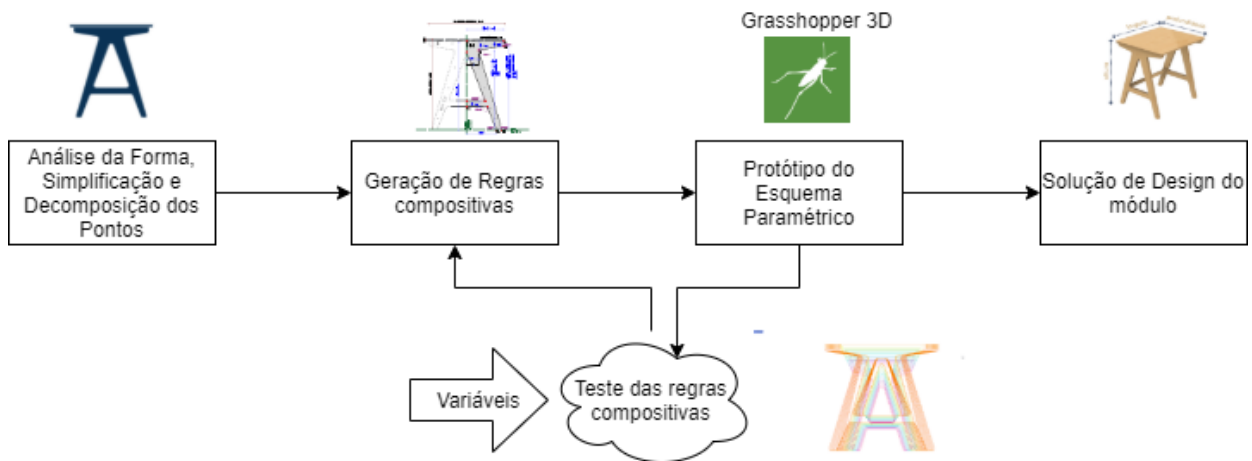 Grasshopper 3D
Análise da Forma,
Simplificação e
Decomposição dos
Pontos
Geração de Regras
compositivas
Protótipo do
Esquema
Paramétrico
Solução de Design do
módulo
Variáveis
Teste das regras
compositivas